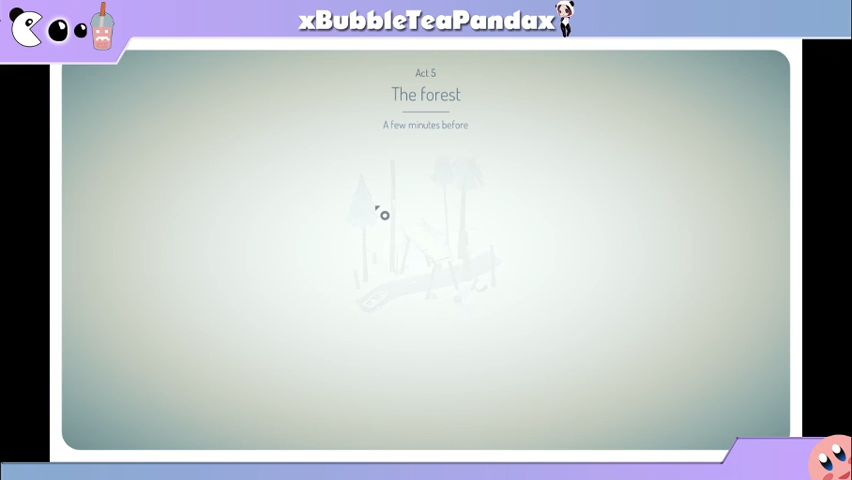 xBubbleTeaPandax
Act 5
The forest
A few minutes before